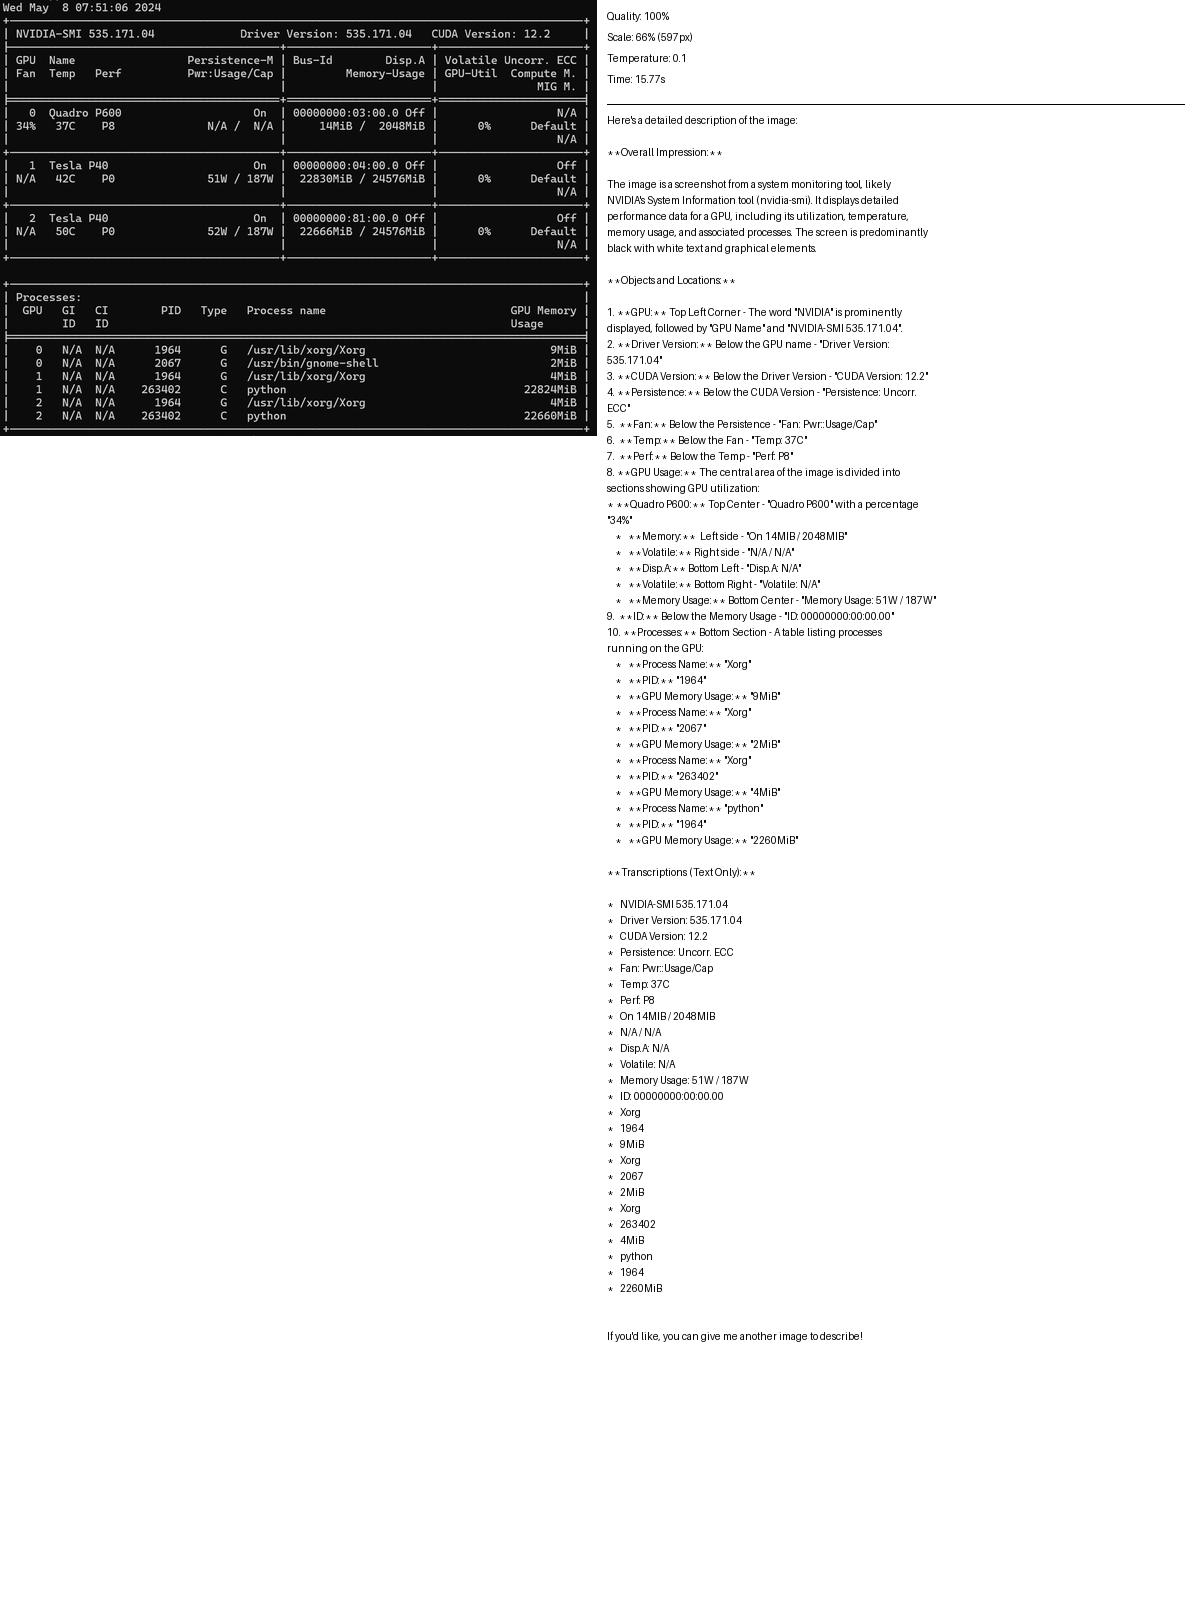 Wed May  8 07:51:06 2024
NVIDIA-SMI 535.171.04             Driver Version: 535.171.04   CUDA Version: 12.2
GPU  Name                 Persistence-M | Bus-Id        Disp.A | Volatile Uncorr. ECC
Fan  Temp   Perf          Pwr:Usage/Cap |         Memory-Usage | GPU-Util  Compute M.
MIG M.
0  Quadro P600                    On  | 00000000:03:00.0 Off |                  N/A
34%   37C    P8             N/A /  N/A |     14MiB /  2048MiB |      0%      Default
N/A
1  Tesla P40                      On  | 00000000:04:00.0 Off |                  Off
N/A   42C    P0             51W / 187W |  22830MiB / 24576MiB |      0%      Default
N/A
2  Tesla P40                      On  | 00000000:81:00.0 Off |                  Off
N/A   50C    P0             52W / 187W |  22666MiB / 24576MiB |      0%      Default
N/A
Processes:
GPU   GI   CI        PID   Type   Process name                            GPU Memory
ID   ID                                                             Usage
0   N/A  N/A      1964      G   /usr/lib/xorg/Xorg                            9MiB
0   N/A  N/A      2067      G   /usr/bin/gnome-shell                          2MiB
1   N/A  N/A      1964      G   /usr/lib/xorg/Xorg                            4MiB
1   N/A  N/A    263402      C   python                                    22824MiB
2   N/A  N/A      1964      G   /usr/lib/xorg/Xorg                            4MiB
2   N/A  N/A    263402      C   python                                    22660MiB
Quality: 100%
Scale: 66% (597px)
Temperature: 0.1
Time: 15.77s
Here's a detailed description of the image:
**Overall Impression:**
The image is a screenshot from a system monitoring tool, likely
NVIDIA's System Information tool (nvidia-smi). It displays detailed
performance data for a GPU, including its utilization, temperature,
memory usage, and associated processes. The screen is predominantly
black with white text and graphical elements.
**Objects and Locations:**
1. **GPU:** Top Left Corner - The word "NVIDIA" is prominently
displayed, followed by "GPU Name" and "NVIDIA-SMI 535.171.04".
2. **Driver Version:** Below the GPU name - "Driver Version:
535.171.04"
3. **CUDA Version:** Below the Driver Version - "CUDA Version: 12.2"
4. **Persistence:** Below the CUDA Version - "Persistence: Uncorr.
ECC"
5. **Fan:** Below the Persistence - "Fan: Pwr::Usage/Cap"
6. **Temp:** Below the Fan - "Temp: 37C"
7. **Perf:** Below the Temp - "Perf: P8"
8. **GPU Usage:** The central area of the image is divided into
sections showing GPU utilization:
* **Quadro P600:** Top Center - "Quadro P600" with a percentage
"34%"
* **Memory:** Left side - "On 14MIB / 2048MIB"
* **Volatile:** Right side - "N/A / N/A"
* **Disp.A:** Bottom Left - "Disp.A: N/A"
* **Volatile:** Bottom Right - "Volatile: N/A"
* **Memory Usage:** Bottom Center - "Memory Usage: 51W / 187W"
9. **ID:** Below the Memory Usage - "ID: 00000000:00:00.00"
10. **Processes:** Bottom Section - A table listing processes
running on the GPU:
* **Process Name:** "Xorg"
* **PID:** "1964"
* **GPU Memory Usage:** "9MiB"
* **Process Name:** "Xorg"
* **PID:** "2067"
* **GPU Memory Usage:** "2MiB"
* **Process Name:** "Xorg"
* **PID:** "263402"
* **GPU Memory Usage:** "4MiB"
* **Process Name:** "python"
* **PID:** "1964"
* **GPU Memory Usage:** "2260MiB"
**Transcriptions (Text Only):**
* NVIDIA-SMI 535.171.04
* Driver Version: 535.171.04
* CUDA Version: 12.2
* Persistence: Uncorr. ECC
* Fan: Pwr::Usage/Cap
* Temp: 37C
* Perf: P8
* On 14MIB / 2048MIB
* N/A / N/A
* Disp.A: N/A
* Volatile: N/A
* Memory Usage: 51W / 187W
* ID: 00000000:00:00.00
* Xorg
* 1964
* 9MiB
* Xorg
* 2067
* 2MiB
* Xorg
* 263402
* 4MiB
* python
* 1964
* 2260MiB
If you'd like, you can give me another image to describe!